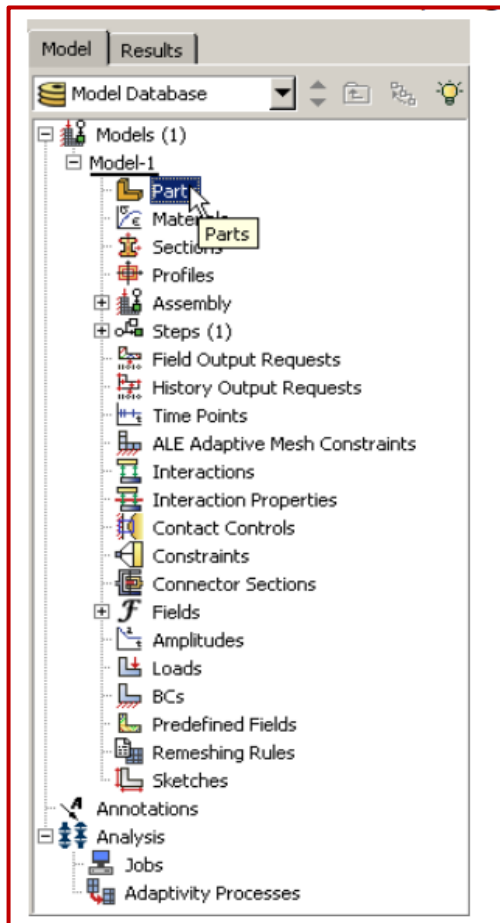 Model Results
Model Database
Models (1)
Model-1
Parts
Materials
Parts
Sections
Profiles
Assembly
Steps (1)
Field Output Requests
History Output Requests
Time Points
ALE Adaptive Mesh Constraints
Interactions
Interaction Properties
Contact Controls
Constraints
Connector Sections
Fields
Amplitudes
Loads
BCs
Predefined Fields
Remeshing Rules
Sketches
Annotations
Analysis
Jobs
Adaptivity Processes